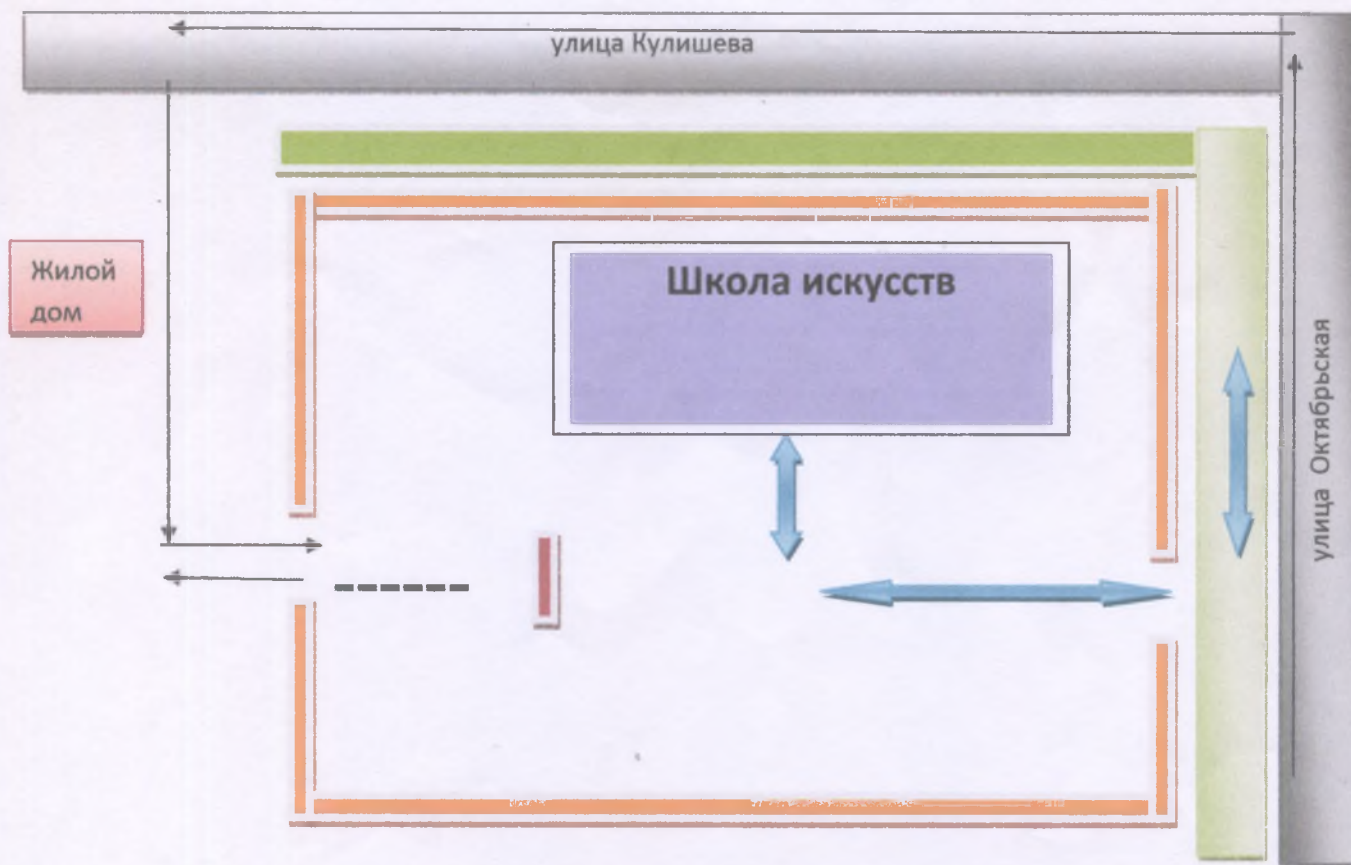 улица Кулишева
Жилой
дом
Школа искусств
улица Октябрьская